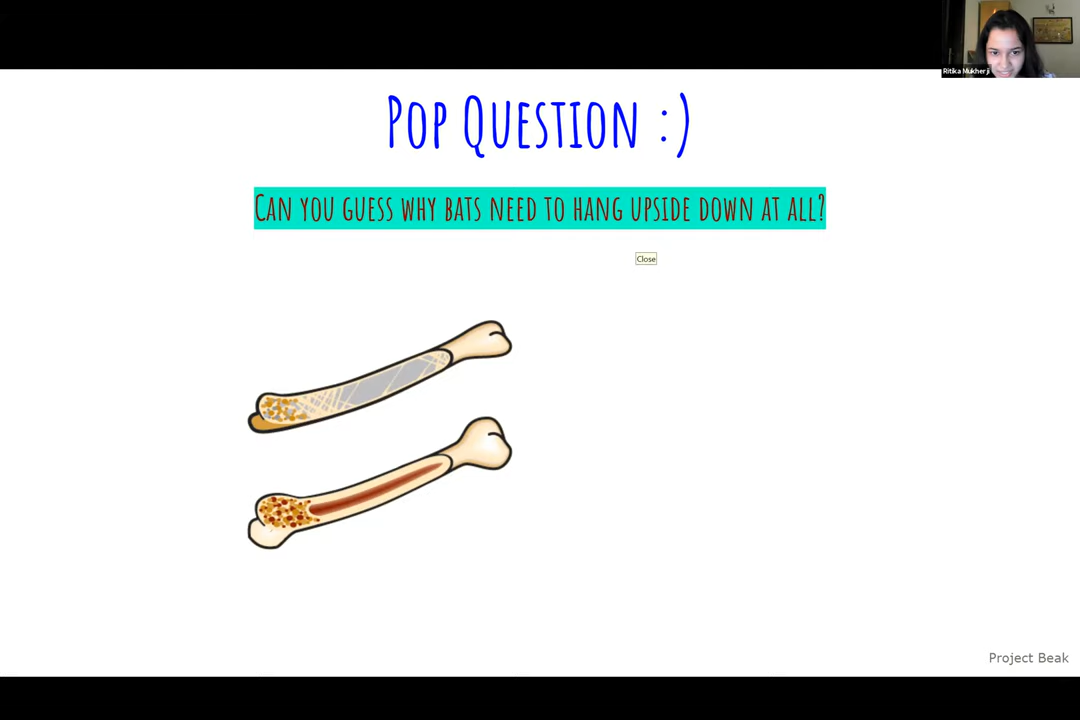 Ritika Mukherji
Pop Question :)
Can you guess why bats need to hang upside down at all?
Close
Project Beak